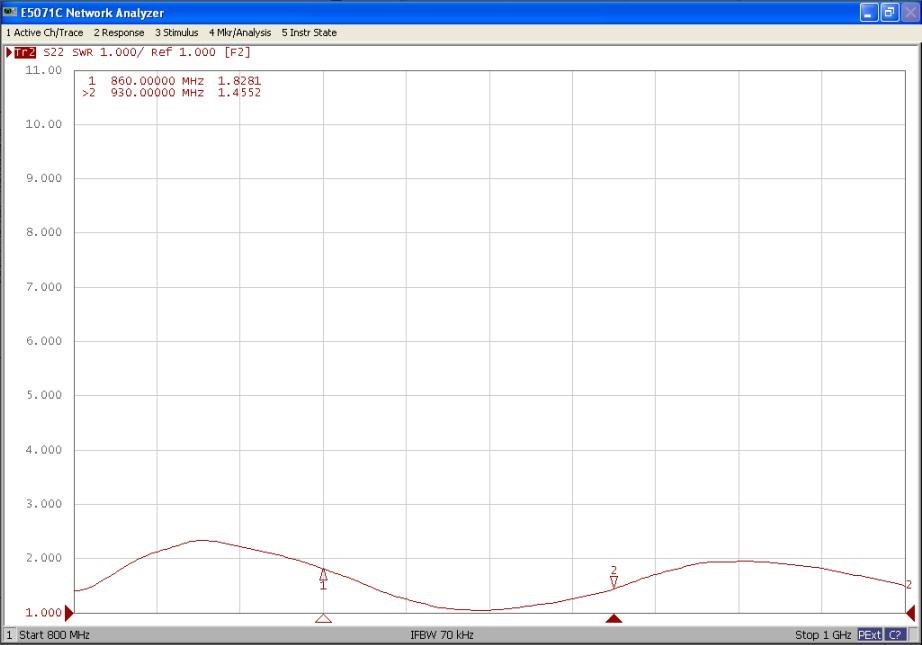 E5071C Network Analyzer
1 Active Ch/Trace 2 Response 3 Stimulus 4 Mkr/Analysis 5 Instr State
Tr2 S22 SWR 1.000/ Ref 1.000 [F2]
11.00
1 860.00000 MHz 1.8281
>2 930.00000 MHz 1.4552
10.00
9.000
8.000
7.000
6.000
5.000
4.000
3.000
2.000
2
1
2
1.000
1 Start 800 MHz IFBW 70 kHz Stop 1 GHz PExt C?